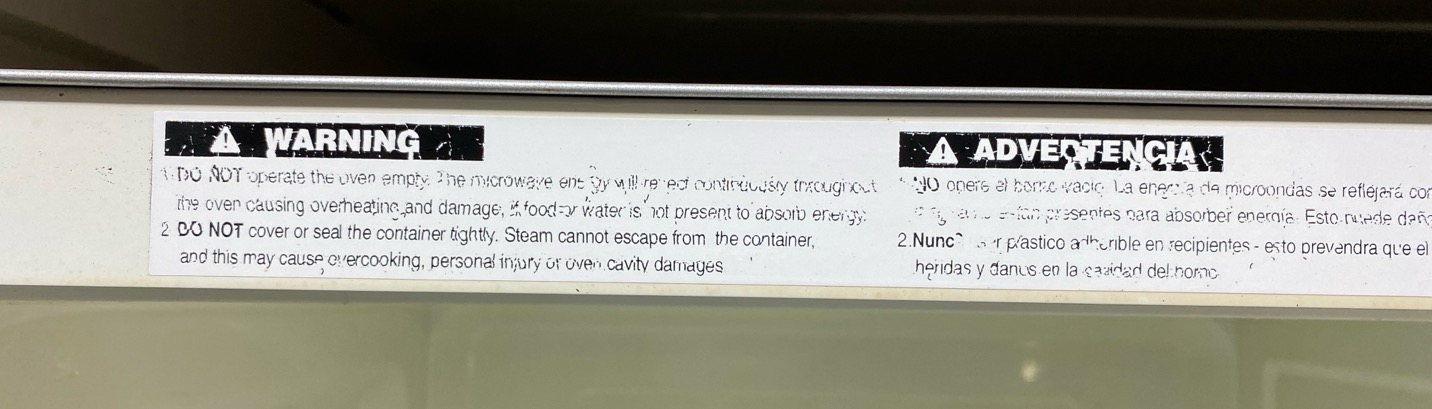 WARNING
1. DO NOT operate the oven empty. The microwave energy will reflect continuously throughout
the oven causing overheating and damage, if food or water is not present to absorb energy.
2. DO NOT cover or seal the container tightly. Steam cannot escape from the container,
and this may cause overcooking, personal injury or oven cavity damages
ADVERTENCIA
NO opere el horno vacio. La energía de microondas se reflejará
presentes para absorber energía. Esto puede
2. plastico adherible en recipientes - esto prevendra que el
heridas y danos en la cavidad del horno